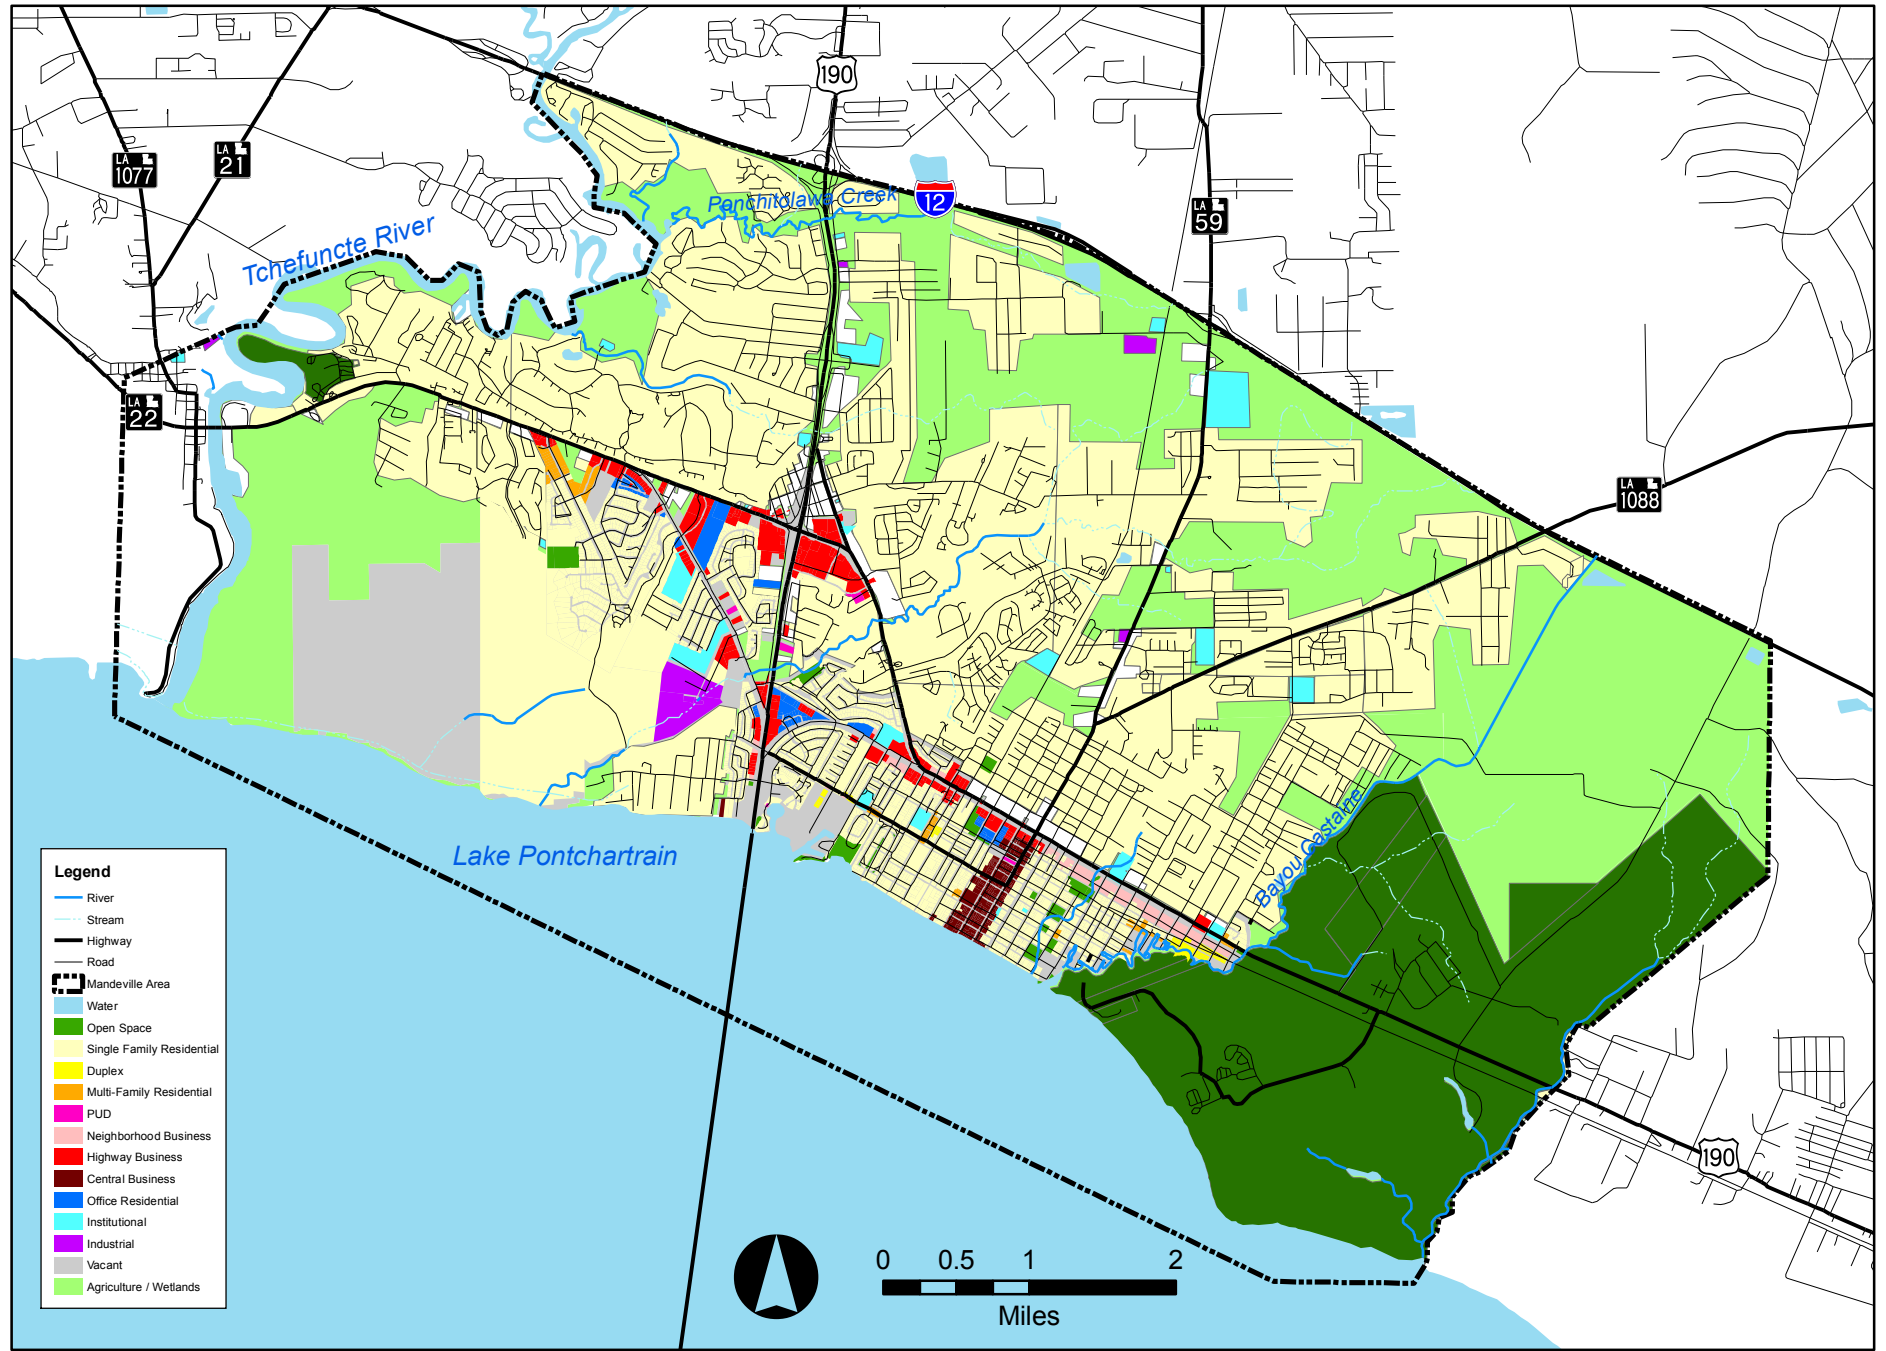 190
LA
1077
LA
21
Ponchitolawa Creek
12
LA
59
Tchefuncte River
LA
22
LA
1088
Bayou Castaine
Lake Pontchartrain
190
Legend
River
Stream
Highway
Road
Mandeville Area
Water
Open Space
Single Family Residential
Duplex
Multi-Family Residential
PUD
Neighborhood Business
Highway Business
Central Business
Office Residential
Institutional
Industrial
Vacant
Agriculture / Wetlands
0 0.5 1 2
Miles